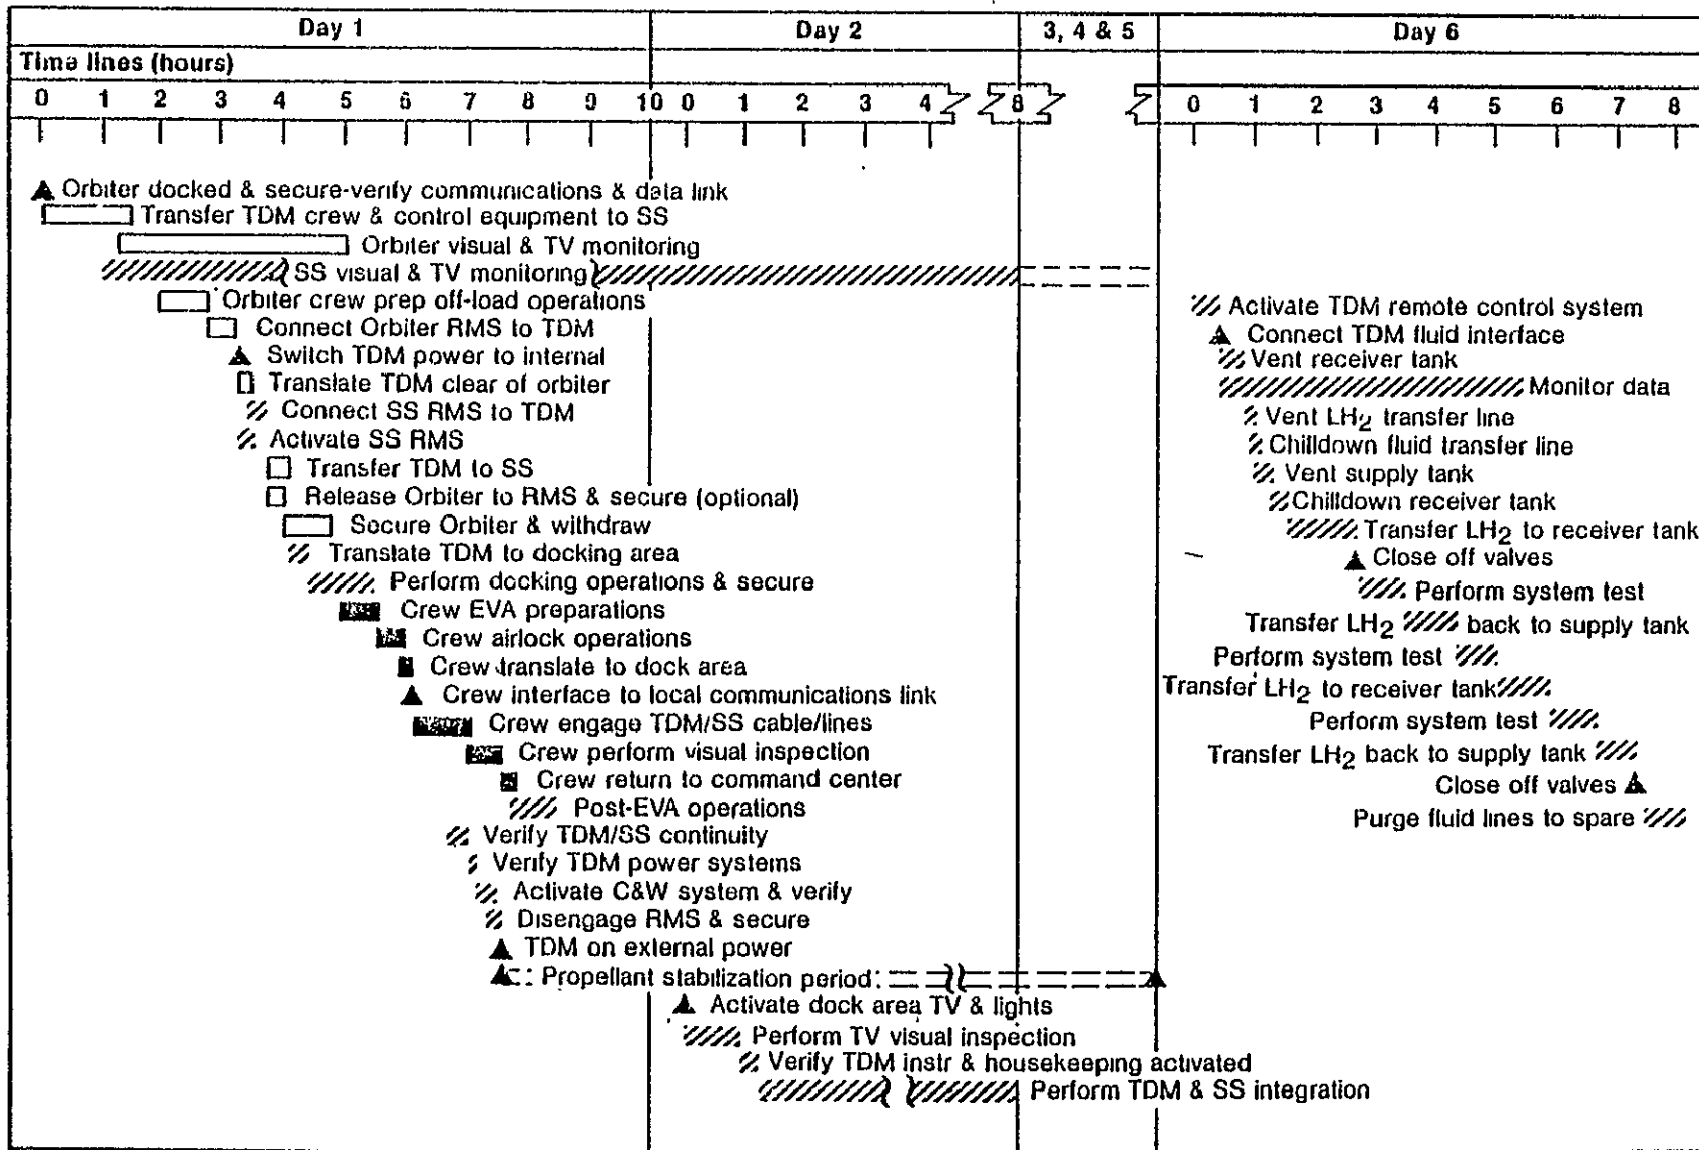 Day 1 Day 2 3, 4 & 5 Day 6
Time lines (hours)
0 1 2 3 4 5 6 7 8 9 10 0 1 2 3 4 8 0 1 2 3 4 5 6 7 8
Orbiter docked & secure-verify communications & data link
Transfer TDM crew & control equipment to SS
Orbiter visual & TV monitoring
SS visual & TV monitoring
Orbiter crew prep off-load operations
Connect Orbiter RMS to TDM
Switch TDM power to internal
Translate TDM clear of orbiter
Connect SS RMS to TDM
Activate SS RMS
Transfer TDM to SS
Release Orbiter to RMS & secure (optional)
Secure Orbiter & withdraw
Translate TDM to docking area
Perform docking operations & secure
Crew EVA preparations
Crew airlock operations
Crew translate to dock area
Crew interface to local communications link
Crew engage TDM/SS cable/lines
Crew perform visual inspection
Crew return to command center
Post-EVA operations
Verify TDM/SS continuity
Verify TDM power systems
Activate C&W system & verify
Disengage RMS & secure
TDM on external power
Propellant stabilization period
Activate dock area TV & lights
Perform TV visual inspection
Verify TDM instr & housekeeping activated
Perform TDM & SS integration
Activate TDM remote control system
Connect TDM fluid interface
Vent receiver tank
Monitor data
Vent LH2 transfer line
Chilldown fluid transfer line
Vent supply tank
Chilldown receiver tank
Transfer LH2 to receiver tank
Close off valves
Perform system test
Transfer LH2 back to supply tank
Perform system test
Transfer LH2 to receiver tank
Perform system test
Transfer LH2 back to supply tank
Close off valves
Purge fluid lines to spare